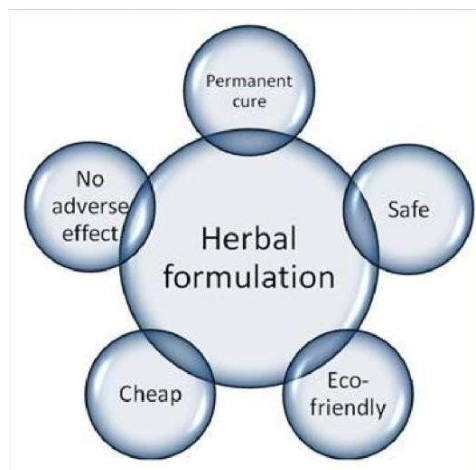 Permanent
cure
No
adverse
effect
Safe
Herbal
formulation
Cheap
Eco-
friendly